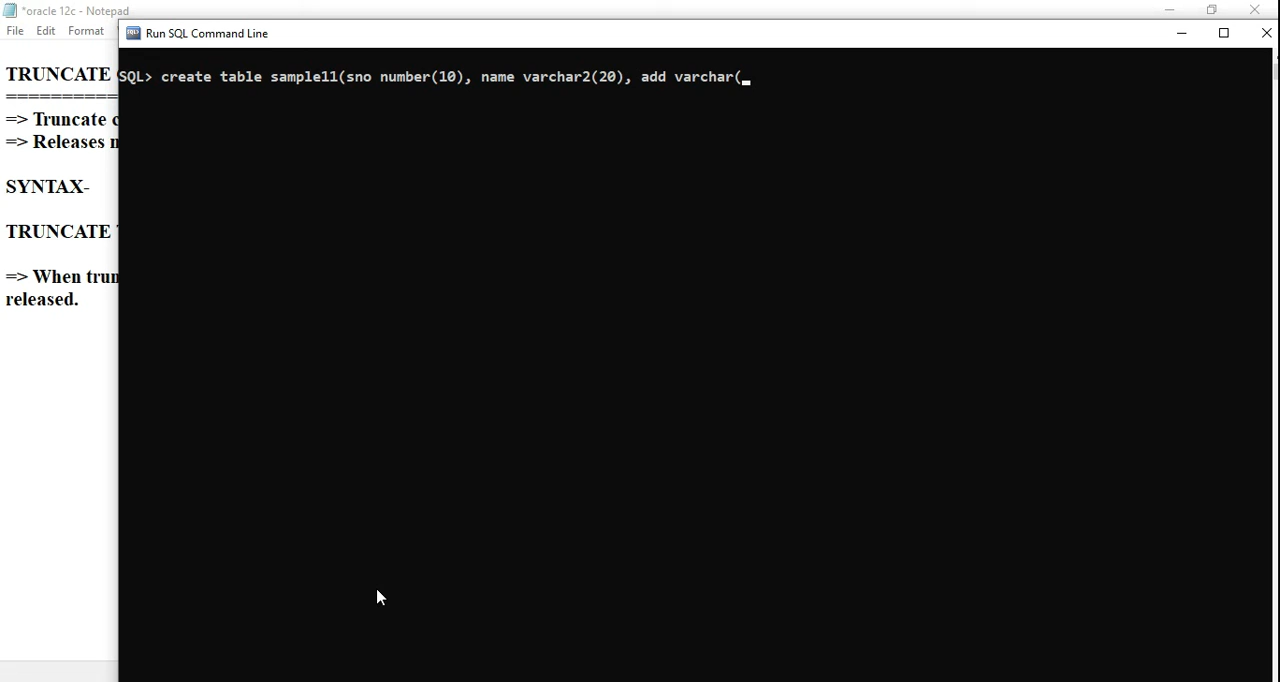 *oracle 12c - Notepad
File Edit Format
Run SQL Command Line
TRUNCATE
==========
=> Truncate
=> Releases
SYNTAX-
TRUNCATE
=> When
released.
SQL> create table sample11(sno number(10), name varchar2(20), add varchar(